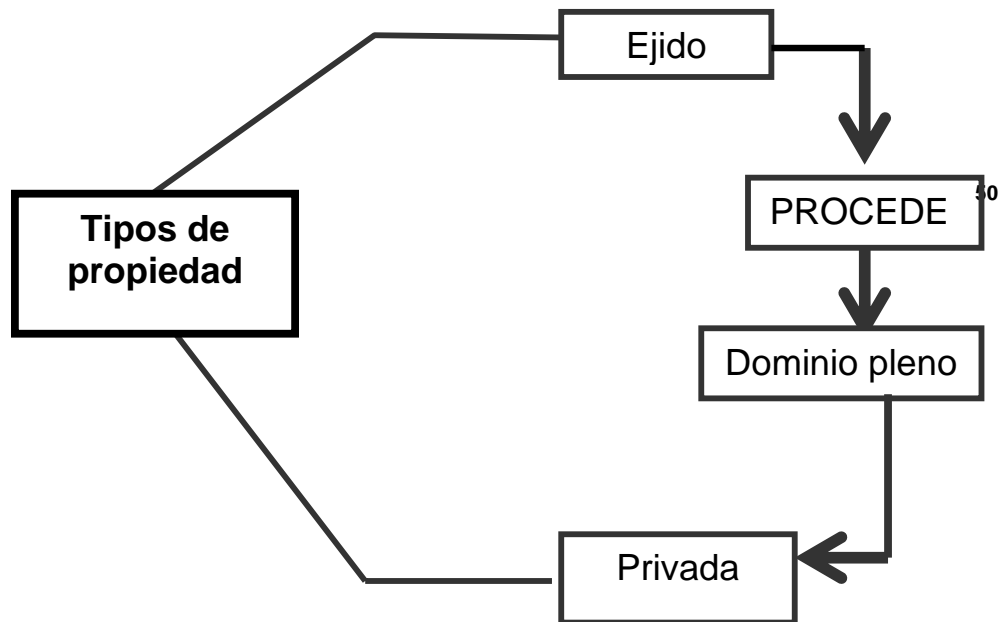 Ejido
PROCEDE 50
Tipos de
propiedad
Dominio pleno
Privada